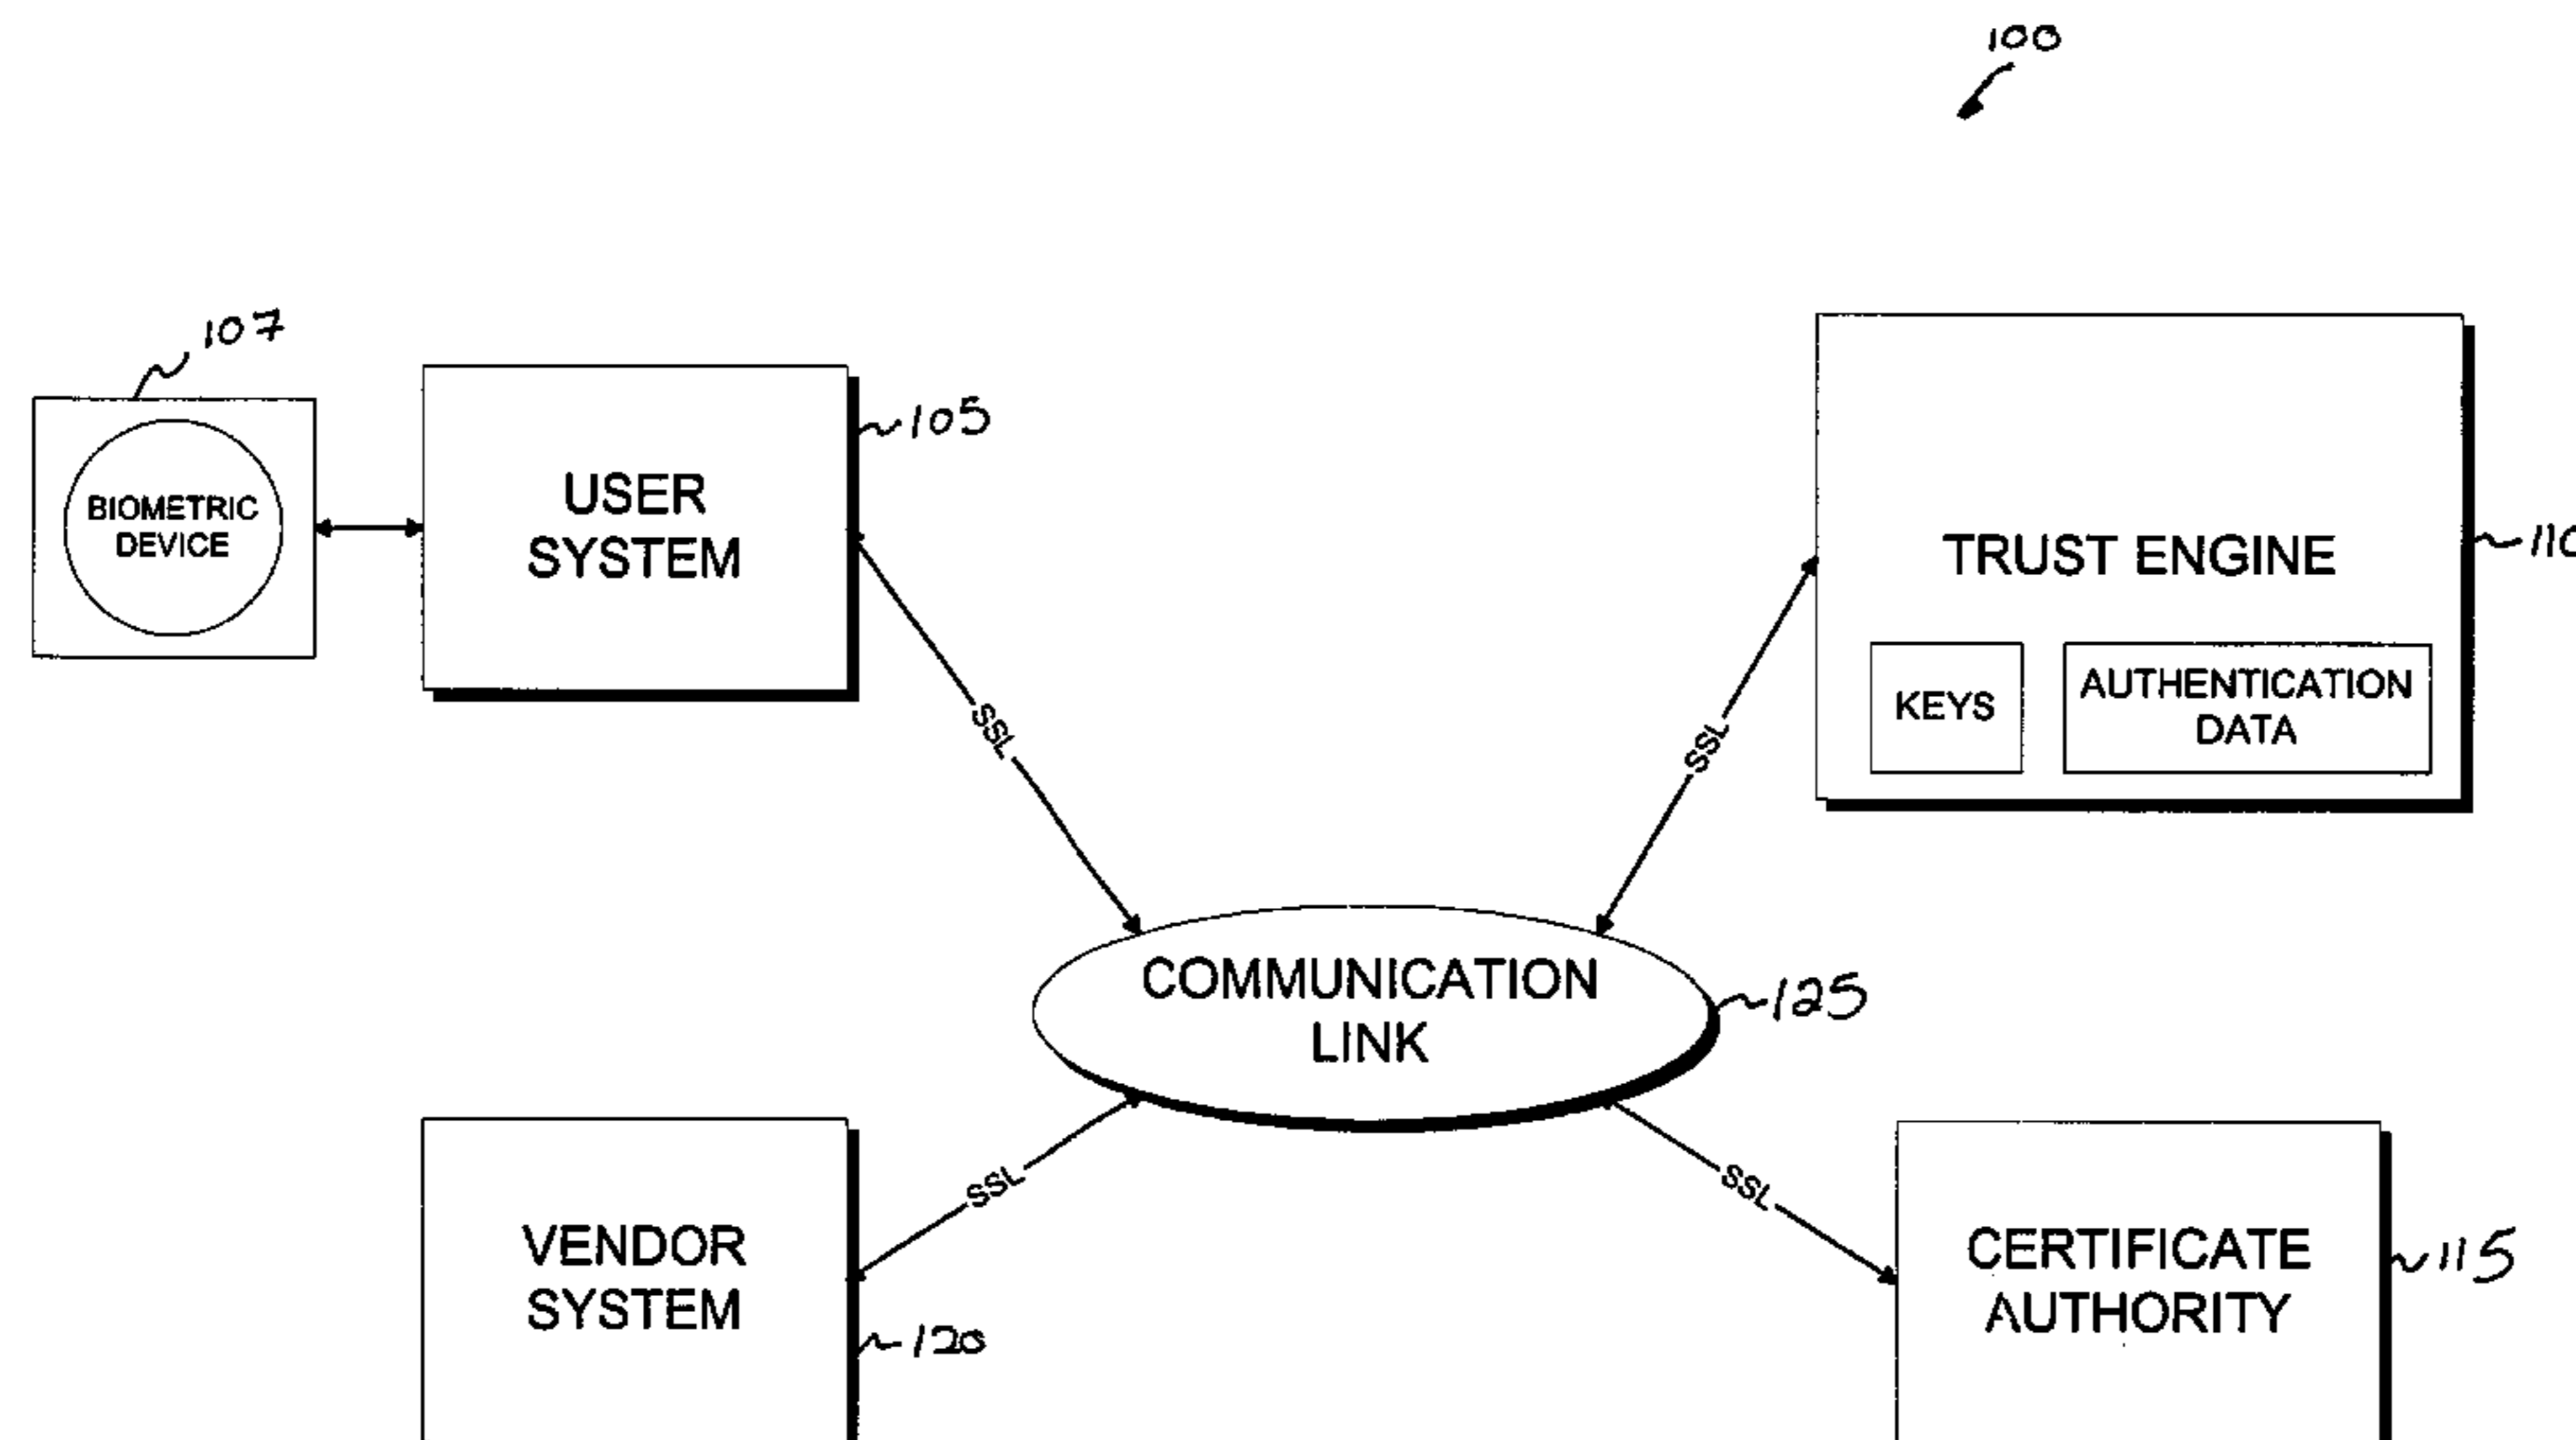 100
107
105
BIOMETRIC
DEVICE
USER
SYSTEM
TRUST ENGINE
110
KEYS
AUTHENTICATION
DATA
SSL
SSL
COMMUNICATION
LINK
125
SSL
SSL
VENDOR
SYSTEM
120
CERTIFICATE
AUTHORITY
115